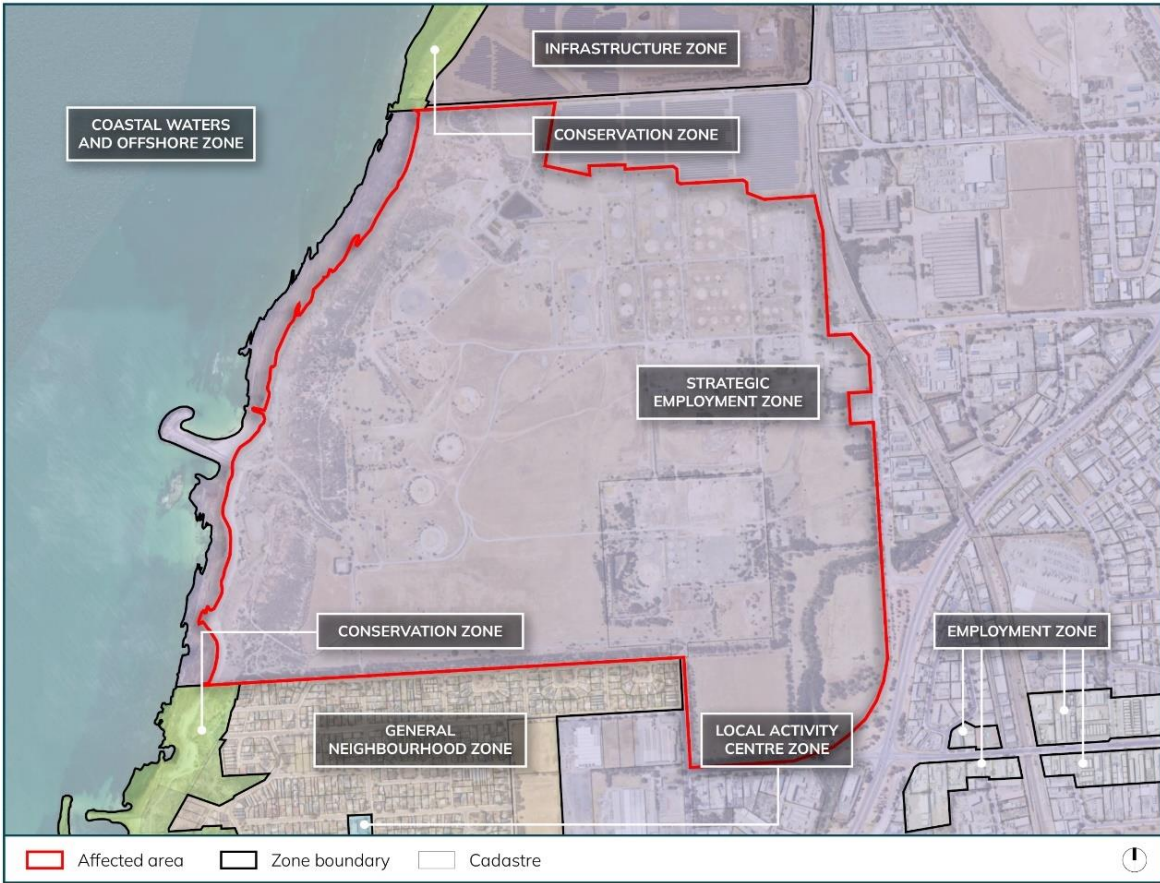 INFRASTRUCTURE ZONE
COASTAL WATERS
AND OFFSHORE ZONE
CONSERVATION ZONE
STRATEGIC
EMPLOYMENT ZONE
CONSERVATION ZONE
EMPLOYMENT ZONE
GENERAL
NEIGHBOURHOOD ZONE
LOCAL ACTIVITY
CENTRE ZONE
Affected area
Zone boundary
Cadastre